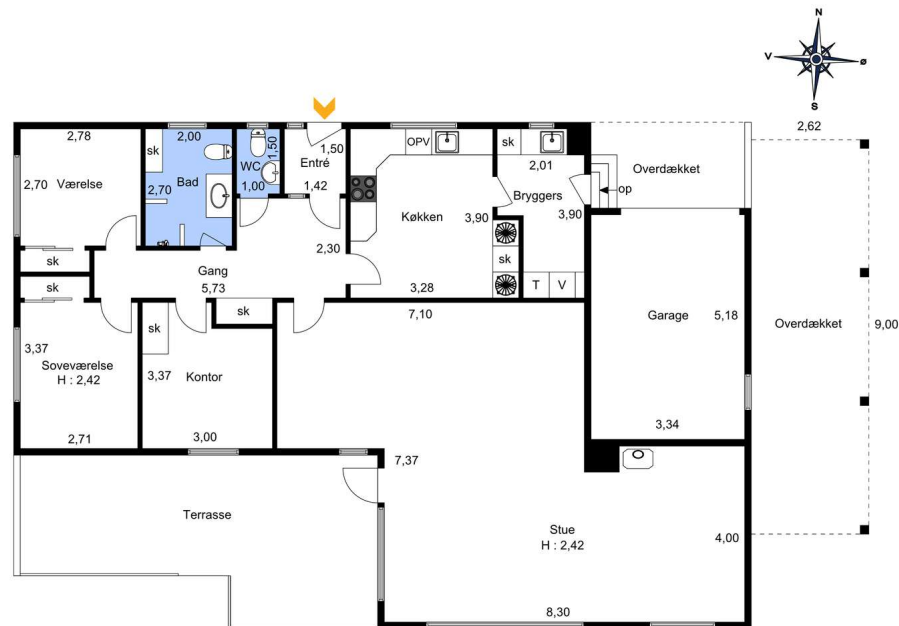 N
V
Ø
S
2,62
2,78
2,70
Værelse
sk
sk
2,00
2,70
Bad
WC
1,50
1,00
1,50
Entré
1,42
OPV
Køkken
3,90
3,28
sk
2,01
Bryggers
3,90
op
Overdækket
sk
T
V
Gang
5,73
2,30
sk
3,37
Soveværelse
H : 2,42
2,71
sk
3,37
Kontor
3,00
sk
7,10
7,37
Garage
5,18
3,34
Overdækket
9,00
Terrasse
Stue
H : 2,42
4,00
8,30